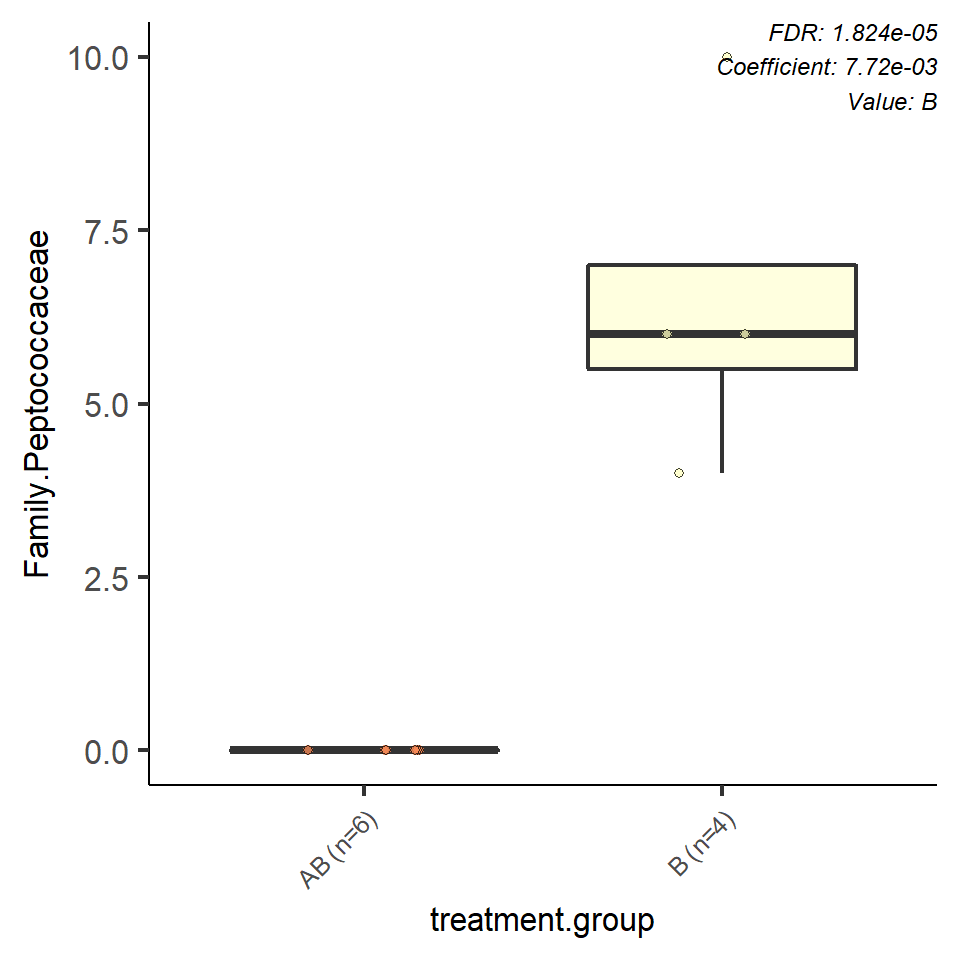 FDR: 1.824e-05
Coefficient: 7.72e-03
Value: B
10.0
7.5
5.0
2.5
0.0
Family.Peptococcaceae
AB (n=6)
B (n=4)
treatment.group